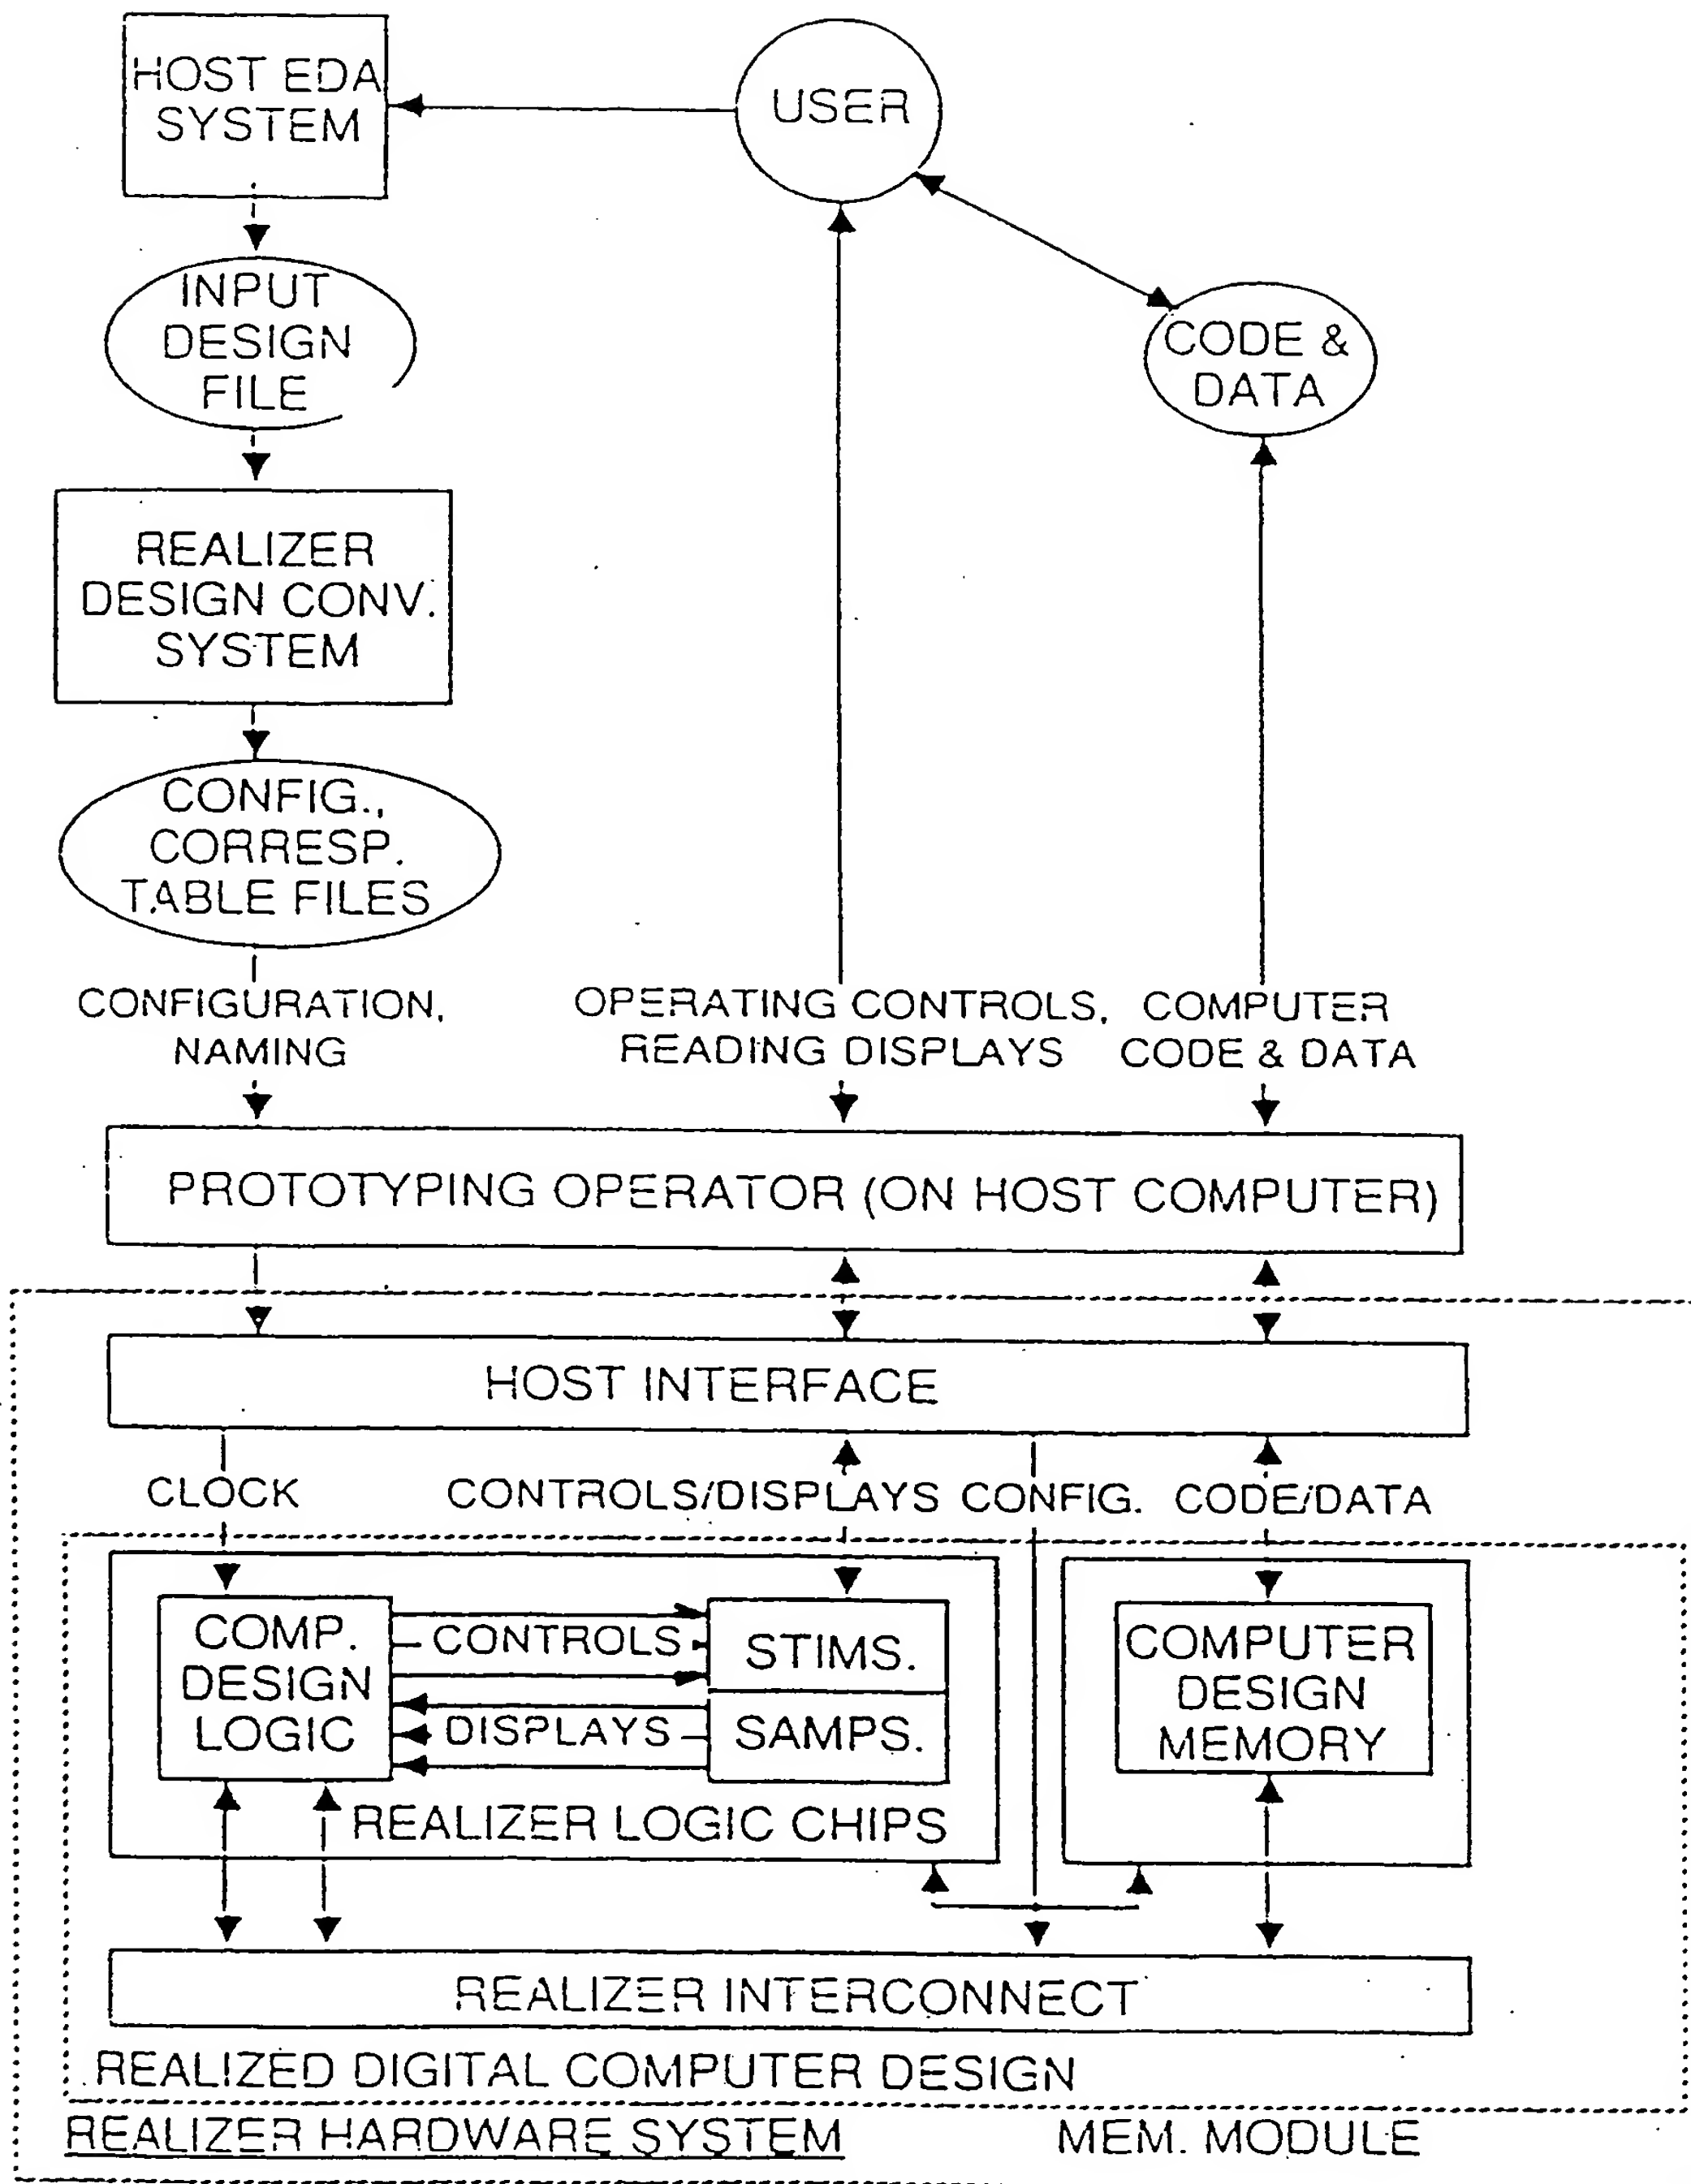 HOST EDA
SYSTEM
USER
INPUT
DESIGN
FILE
CODE &
DATA
REALIZER
DESIGN CONV.
SYSTEM
CONFIG.,
CORRESP.
TABLE FILES
CONFIGURATION,
NAMING
OPERATING CONTROLS,
READING DISPLAYS
COMPUTER
CODE & DATA
PROTOTYPING OPERATOR (ON HOST COMPUTER)
HOST INTERFACE
CLOCK
CONTROLS/DISPLAYS
CONFIG.
CODE/DATA
COMP.
DESIGN
LOGIC
CONTROLS
DISPLAYS
STIMS.
SAMPS.
REALIZER LOGIC CHIPS
COMPUTER
DESIGN
MEMORY
REALIZER INTERCONNECT
REALIZED DIGITAL COMPUTER DESIGN
REALIZER HARDWARE SYSTEM
MEM. MODULE